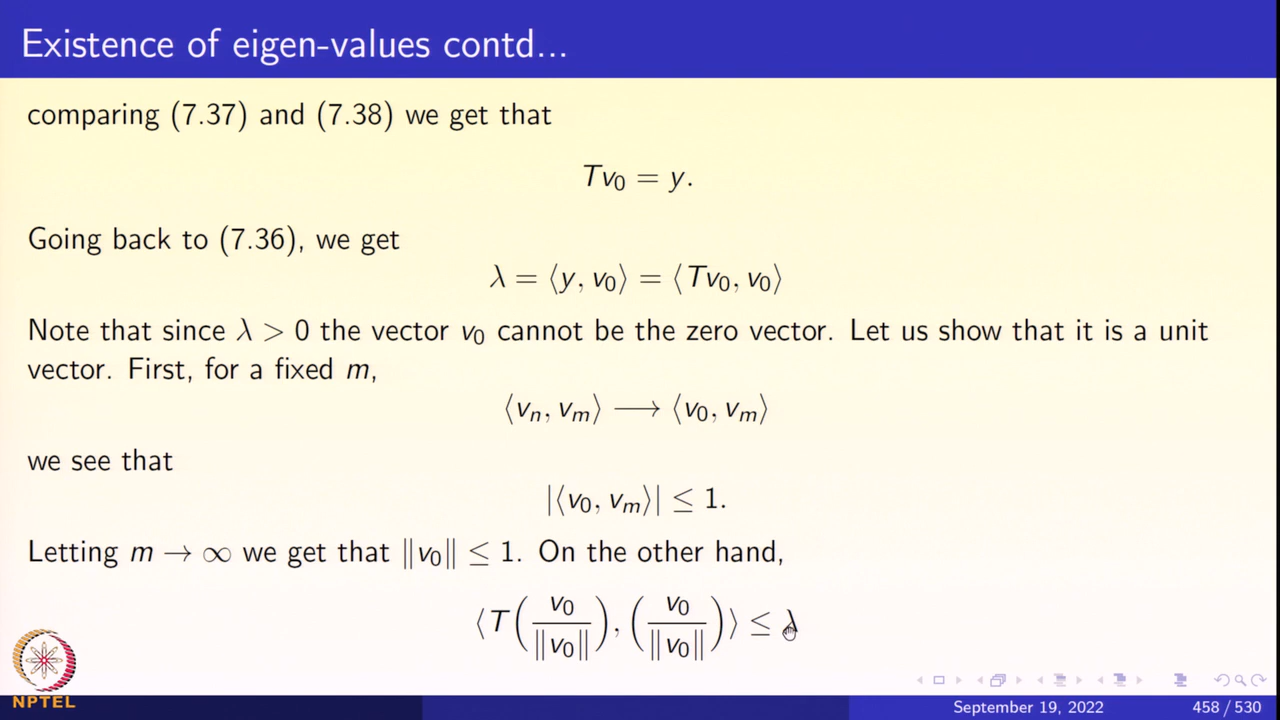 Existence of eigen-values contd...
comparing (7.37) and (7.38) we get that
Tv₀ = y.
Going back to (7.36), we get
λ = ⟨y, v₀⟩ = ⟨Tv₀, v₀⟩
Note that since λ > 0 the vector v₀ cannot be the zero vector. Let us show that it is a unit
vector. First, for a fixed m,
⟨vₙ, vₘ⟩ ⟶ ⟨v₀, vₘ⟩
we see that
|⟨v₀, vₘ⟩| ≤ 1.
Letting m → ∞ we get that ‖v₀‖ ≤ 1. On the other hand,
⟨T(v₀/‖v₀‖), (v₀/‖v₀‖)⟩ ≤ λ
NPTEL
September 19, 2022 458 / 530